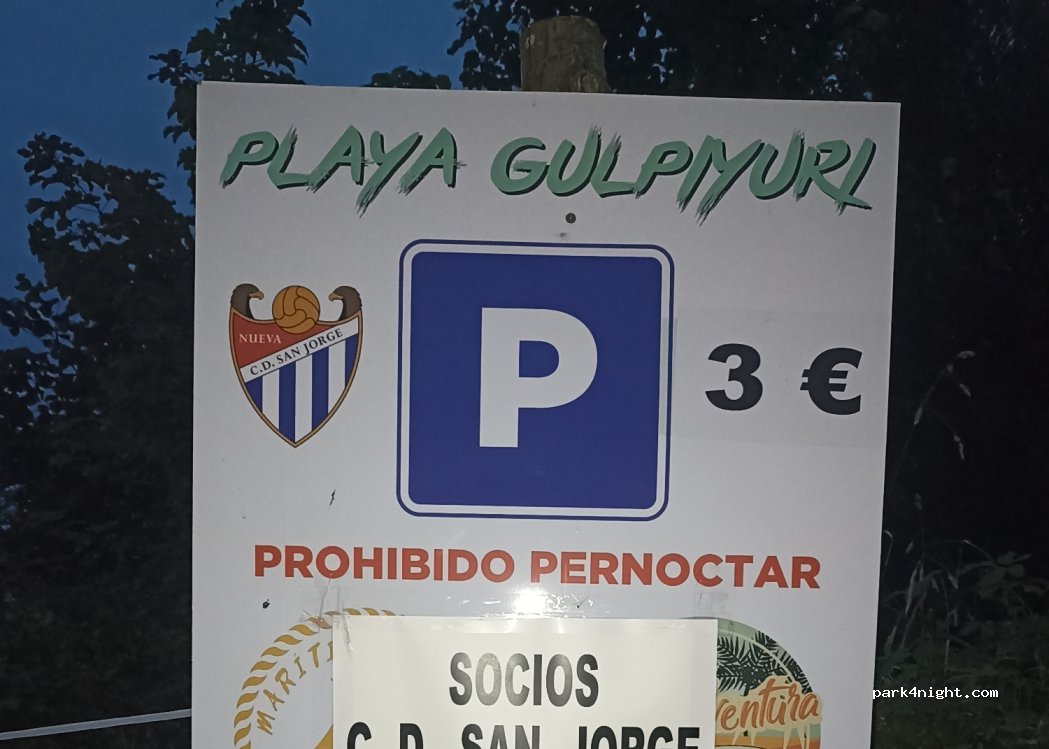 PLAYA GULPIYURI
NUEVA
C.D. SAN JORGE
P
3 €
PROHIBIDO PERNOCTAR
SOCIOS
C.D. SAN JORGE
park4night.com